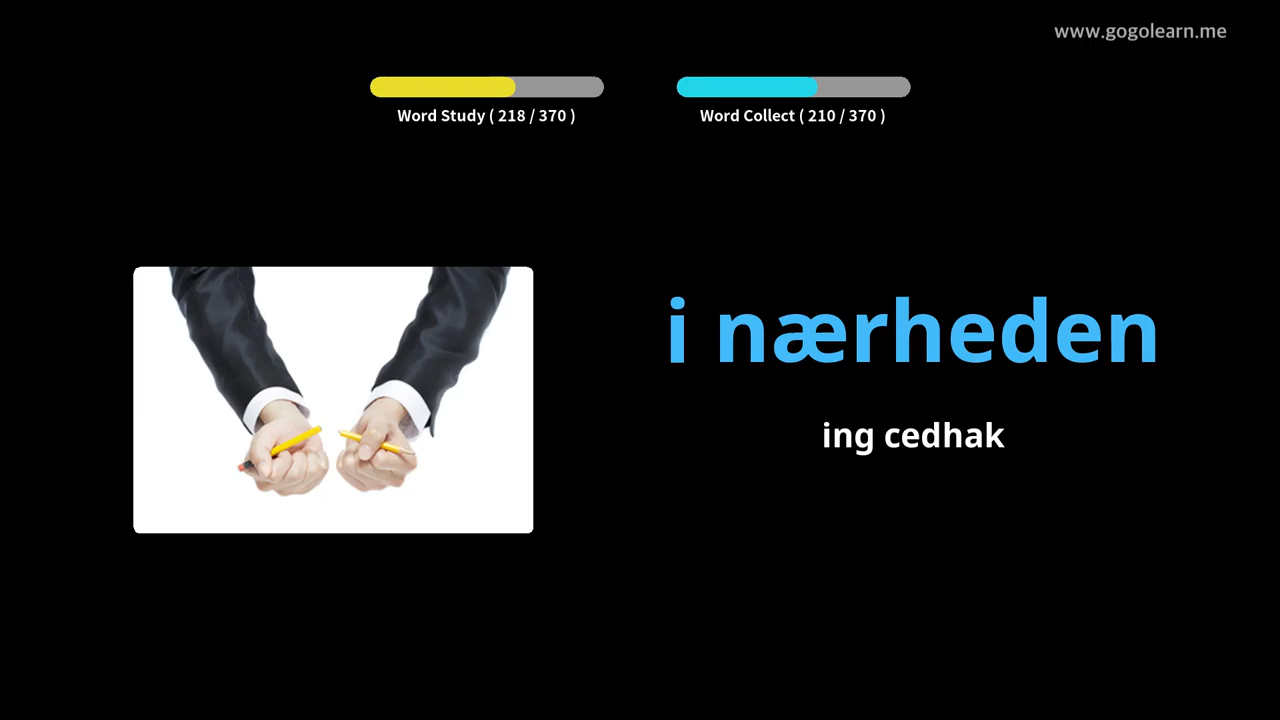 www.gogolearn.me
Word Study ( 218 / 370 )
Word Collect ( 210 / 370 )
i nærheden
ing cedhak